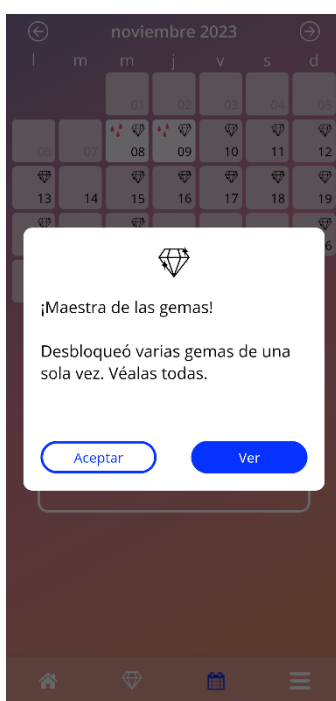 noviembre 2023
l m m j v s d
01 02 03 04 05
06 07 08 09 10 11 12
13 14 15 16 17 18 19
6
¡Maestra de las gemas!
Desbloqueó varias gemas de una
sola vez. Véalas todas.
Aceptar Ver